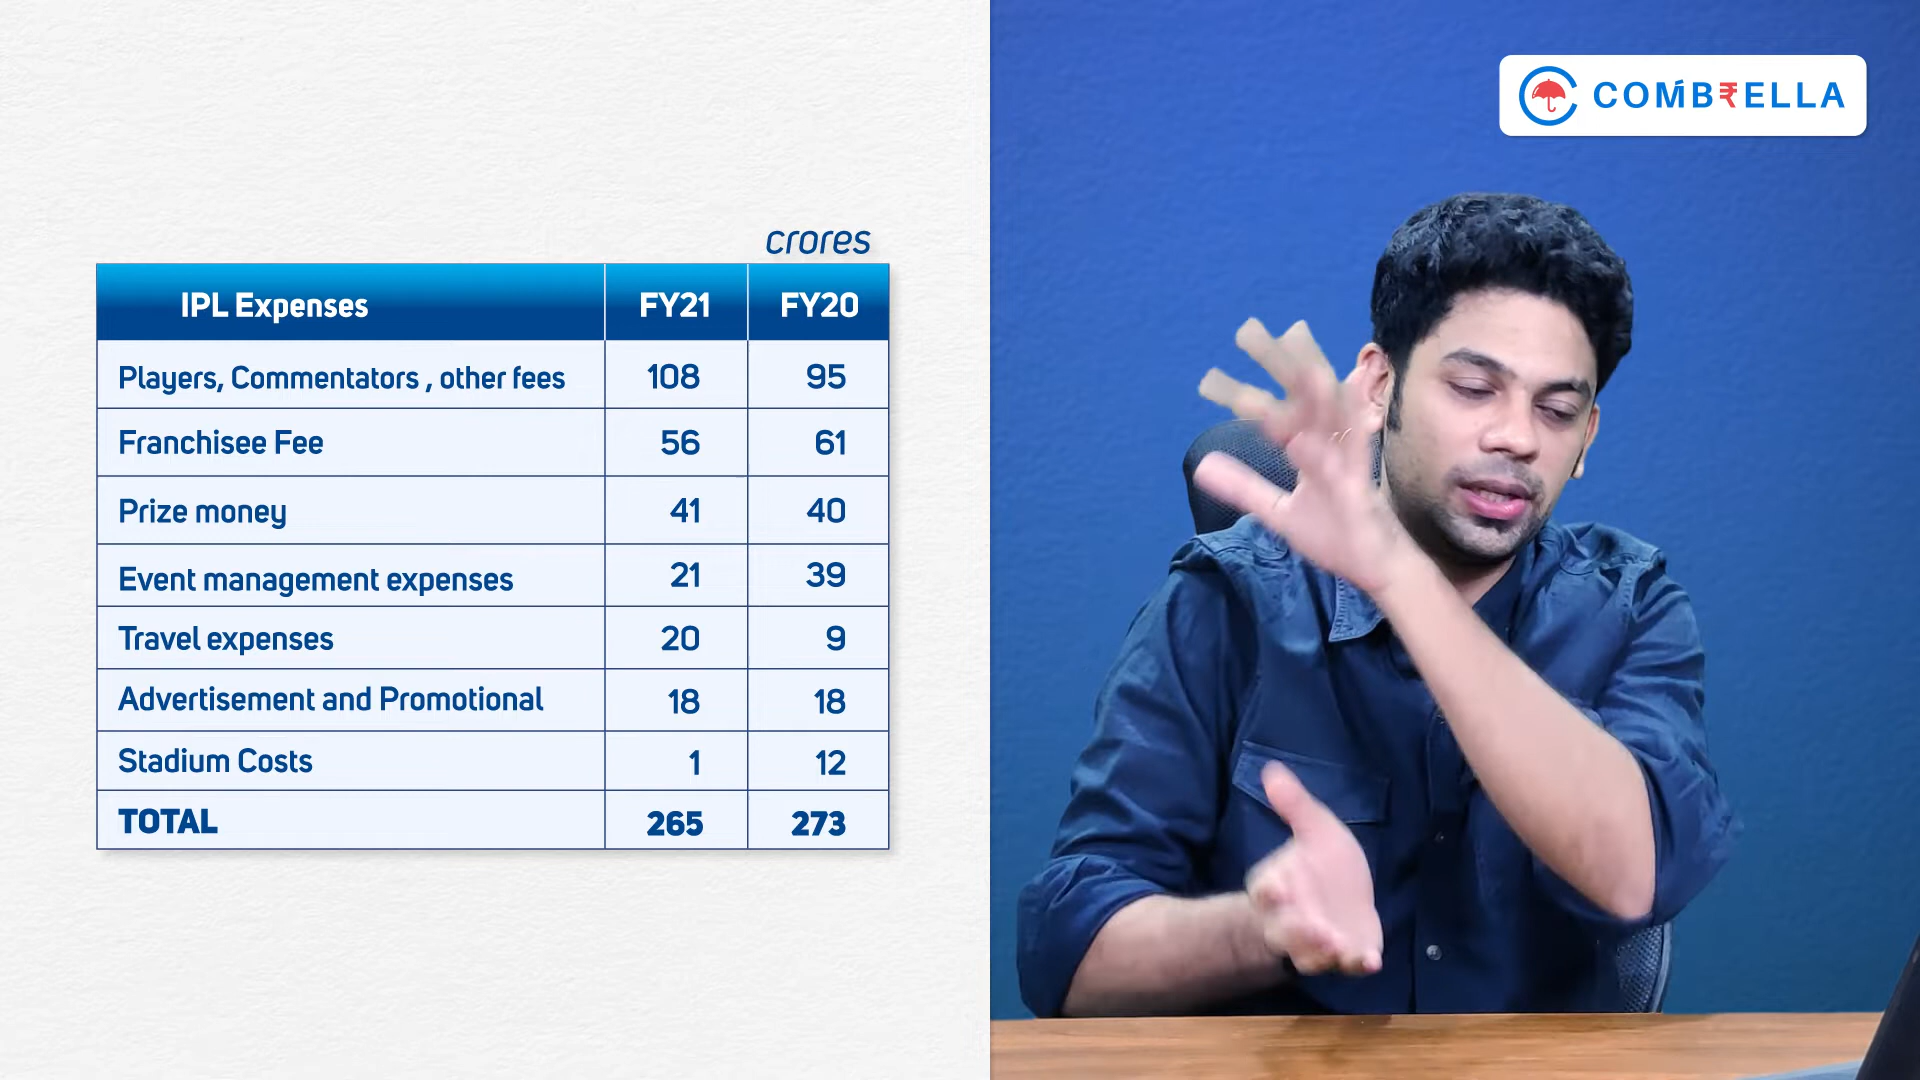 COMBRELLA
crores
IPL Expenses FY21 FY20
Players, Commentators , other fees 108 95
Franchisee Fee 56 61
Prize money 41 40
Event management expenses 21 39
Travel expenses 20 9
Advertisement and Promotional 18 18
Stadium Costs 1 12
TOTAL 265 273